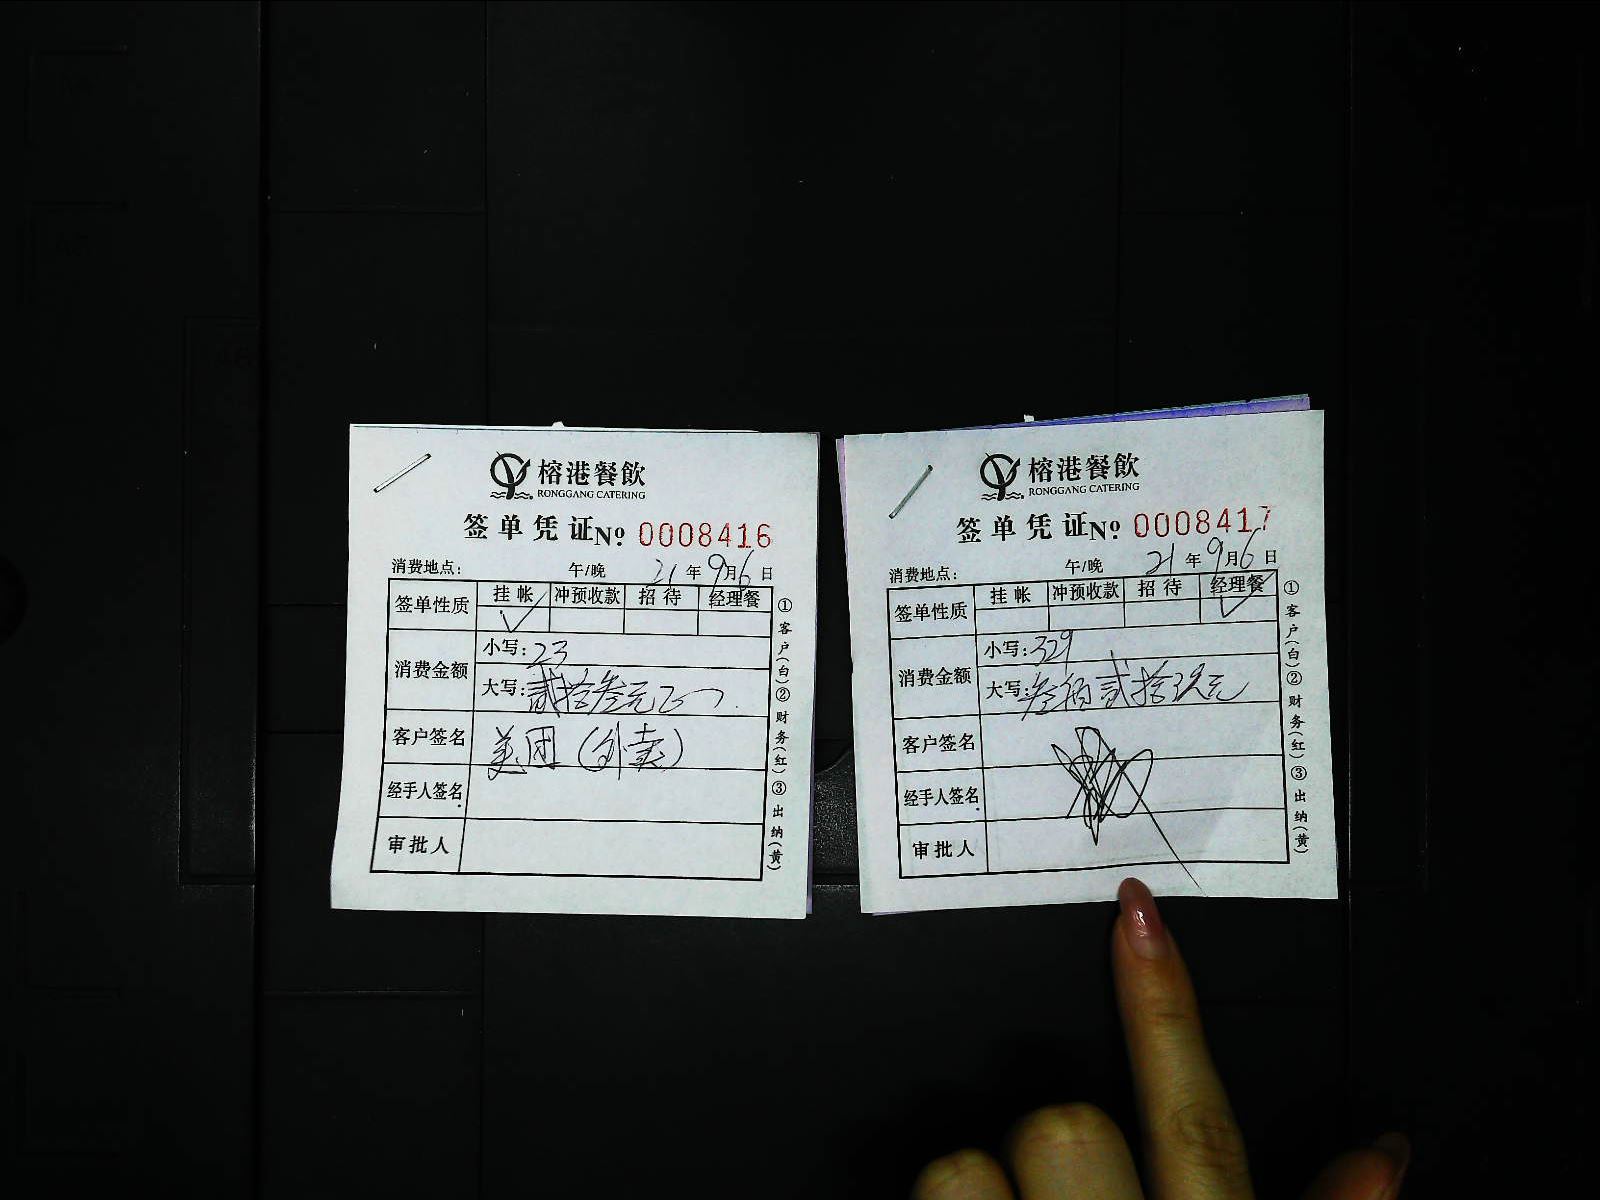 榕港餐飲
RONGGANG CATERING
签单凭证No 0008416
消费地点: 午/晚 21年9月6日
签单性质 挂帐 冲预收款 招待 经理餐
✓
消费金额 小写:23
大写:贰拾叁元正
客户签名 美团(外卖)
经手人签名
审批人
①客户(白)②财务(红)③出纳(黄)
榕港餐飲
RONGGANG CATERING
签单凭证No 0008417
消费地点: 午/晚 21年9月6日
签单性质 挂帐 冲预收款 招待 经理餐
✓
消费金额 小写:329
大写:叁佰贰拾玖元
客户签名
经手人签名
审批人
①客户(白)②财务(红)③出纳(黄)